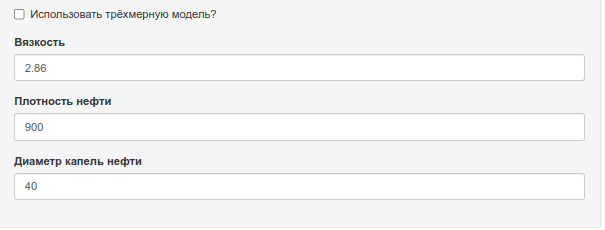 Использовать трёхмерную модель?
Вязкость
2.86
Плотность нефти
900
Диаметр капель нефти
40